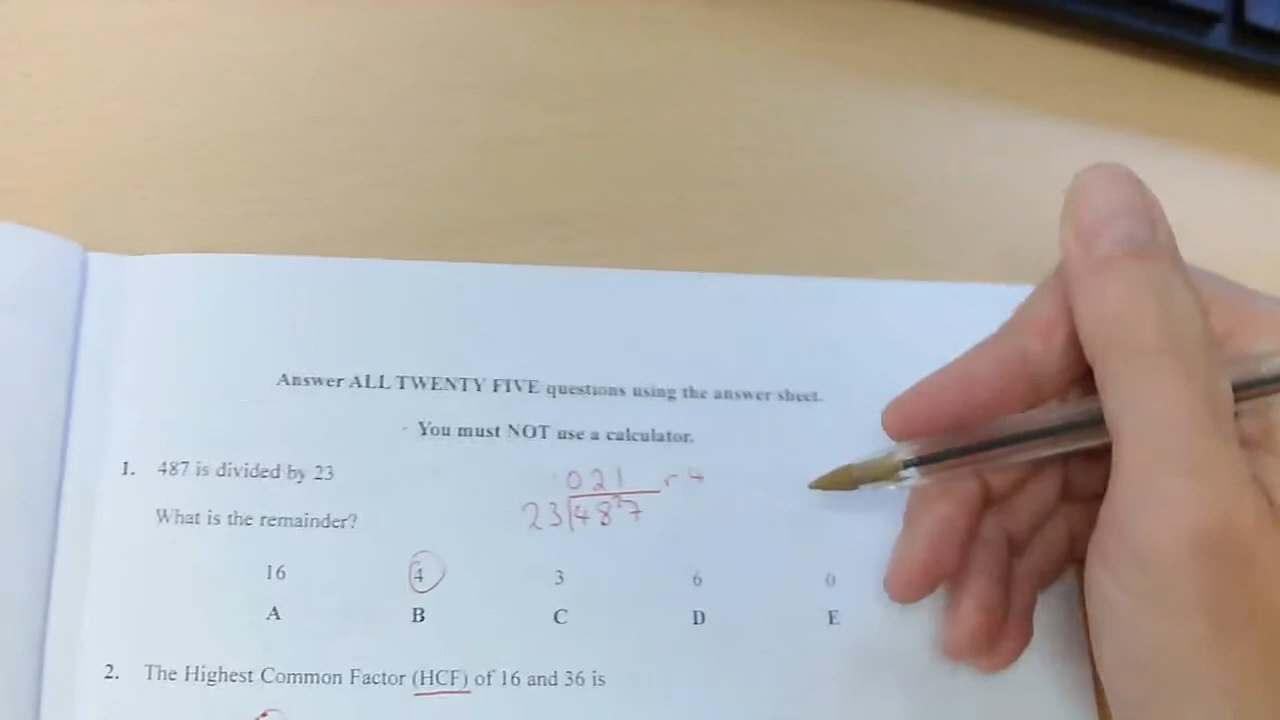 Answer ALL TWENTY FIVE questions using the answer sheet.
You must NOT use a calculator.
1. 487 is divided by 23
021 r 4
23 48²7
What is the remainder?
16 4 3 6 0
A B C D E
2. The Highest Common Factor (HCF) of 16 and 36 is